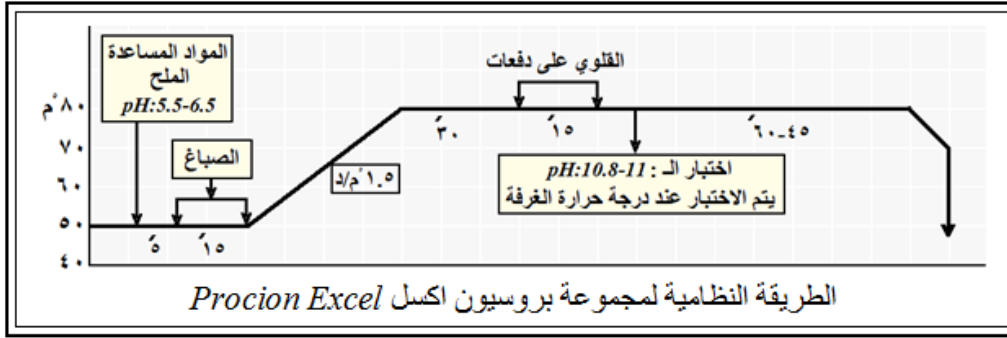 المواد المساعدة
الملح
pH:5.5-6.5
القلوي على دفعات
٨٠°م
٧٠
٦٠
٥٠
٤٠
الصباغ
٣٠َ
١٥َ
٤٥-٦٠َ
١.٥°م/د
اختبار الـ : pH:10.8-11
يتم الاختبار عند درجة حرارة الغرفة
٥َ
١٥َ
الطريقة النظامية لمجموعة بروسيون اكسل Procion Excel